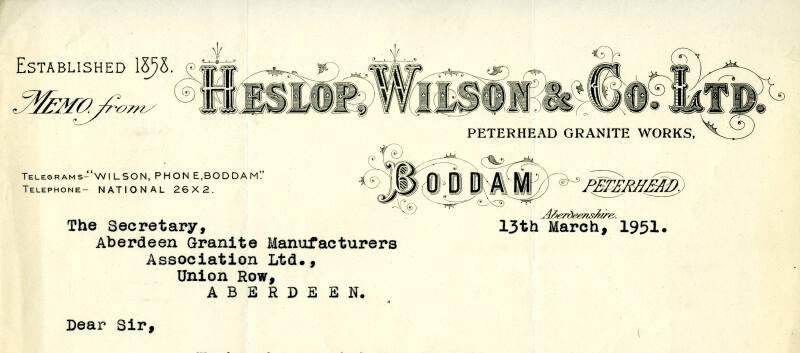 ESTABLISHED 1858.
HESLOP, WILSON & CO. LTD.
MEMO. from
PETERHEAD GRANITE WORKS,
TELEGRAMS-"WILSON, PHONE, BODDAM."
TELEPHONE- NATIONAL 26X2.
BODDAM PETERHEAD.
Aberdeenshire.
13th March, 1951.
The Secretary,
Aberdeen Granite Manufacturers
Association Ltd.,
Union Row,
A B E R D E E N.
Dear Sir,